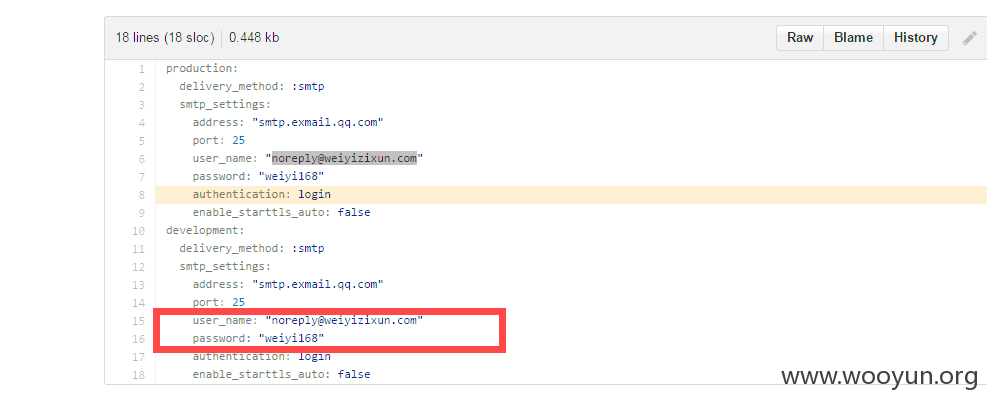 18 lines (18 sloc) 0.448 kb Raw Blame History
1 production:
2 delivery_method: :smtp
3 smtp_settings:
4 address: "smtp.exmail.qq.com"
5 port: 25
6 user_name: "noreply@weiyizixun.com"
7 password: "weiyi168"
8 authentication: login
9 enable_starttls_auto: false
10 development:
11 delivery_method: :smtp
12 smtp_settings:
13 address: "smtp.exmail.qq.com"
14 port: 25
15 user_name: "noreply@weiyizixun.com"
16 password: "weiyi168"
17 authentication: login
18 enable_starttls_auto: false
www.wooyun.org